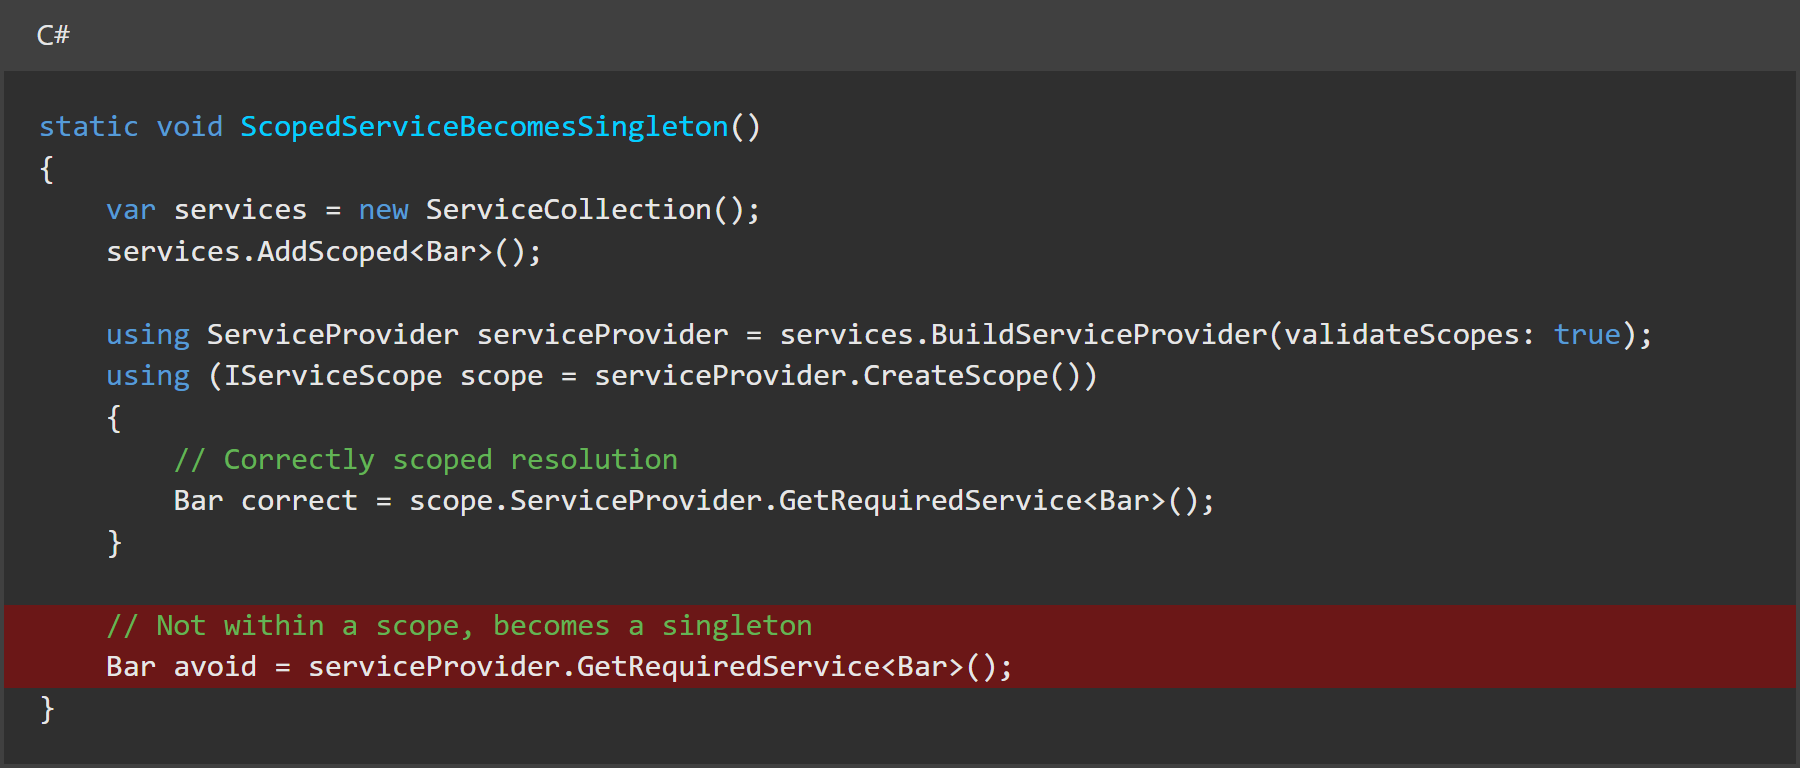 C#
static void ScopedServiceBecomesSingleton()
{
    var services = new ServiceCollection();
    services.AddScoped<Bar>();

    using ServiceProvider serviceProvider = services.BuildServiceProvider(validateScopes: true);
    using (IServiceScope scope = serviceProvider.CreateScope())
    {
        // Correctly scoped resolution
        Bar correct = scope.ServiceProvider.GetRequiredService<Bar>();
    }

    // Not within a scope, becomes a singleton
    Bar avoid = serviceProvider.GetRequiredService<Bar>();
}